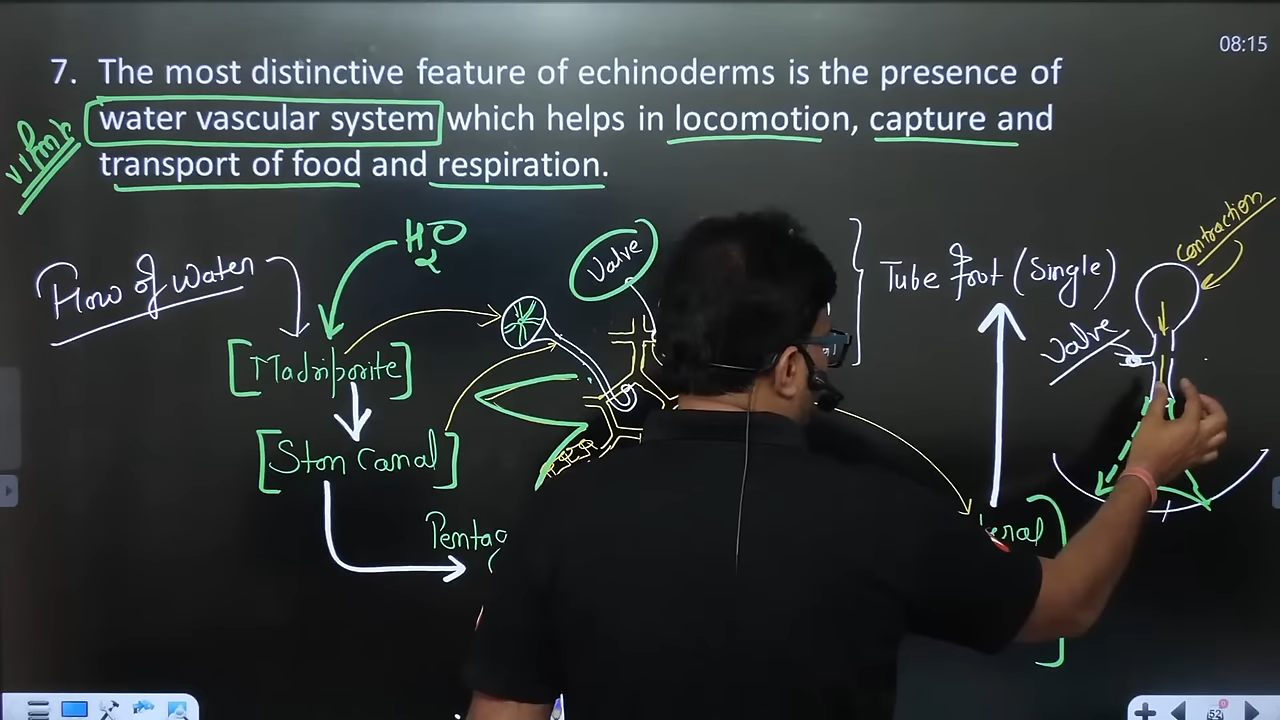 08:15
7. The most distinctive feature of echinoderms is the presence of
water vascular system which helps in locomotion, capture and
transport of food and respiration.
v v Imp
Flow of water
H2O
Valve
Contraction
Tube foot (Single)
Valve
[Madriporite]
[Ston Canal]
Pentag
eral
52